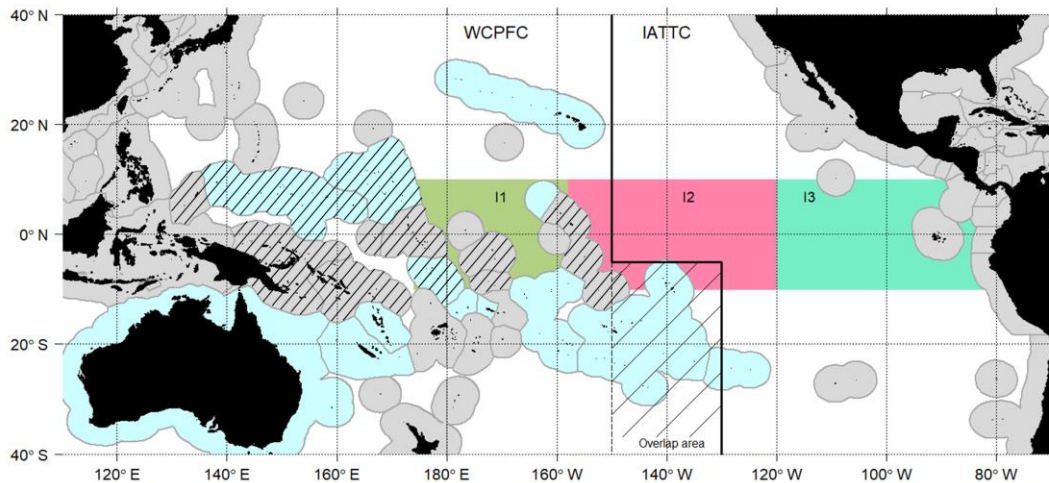 40° N
WCPFC IATTC
20° N
I1 I2 I3
0° N
20° S
Overlap area
40° S
120° E 140° E 160° E 180° E 160° W 140° W 120° W 100° W 80° W